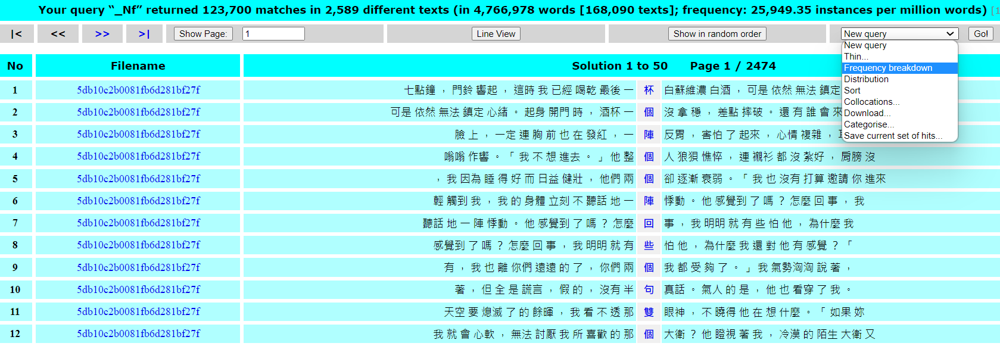 Your query “_Nf” returned 123,700 matches in 2,589 different texts (in 4,766,978 words [168,090 texts]; frequency: 25,949.35 instances per million words) [1
|< << >> >| Show Page: 1 Line View Show in random order New query Go!
New query
Thin...
Frequency breakdown
Distribution
Sort
Collocations...
Download...
Categorise...
Save current set of hits...
No Filename Solution 1 to 50 Page 1 / 2474
1 5db10c2b0081fb6d281bf27f 七點鐘 ， 門鈴 響起 ， 這時 我 已經 喝乾 最後 一 杯 白蘇維濃 白酒 ， 可是 依然 無法 鎮定
2 5db10c2b0081fb6d281bf27f 可是 依然 無法 鎮定 心緒 。 起身 開門 時 ， 酒杯 一 個 沒 拿 穩 ， 差點 摔破 。 還 有 誰 會 來
3 5db10c2b0081fb6d281bf27f 臉 上 ， 一定 連 胸 前 也 在 發紅 ， 一 陣 反胃 ， 害怕 了 起來 ， 心情 複雜 ，
4 5db10c2b0081fb6d281bf27f 嗡嗡 作響 。 「 我 不 想 進去 。 」 他 整 個 人 狼狽 憔悴 ， 連 襯衫 都 沒 紮好 ， 肩膀 沒
5 5db10c2b0081fb6d281bf27f ， 我 因為 睡 得 好 而 日益 健壯 ， 他們 兩 個 卻 逐漸 衰弱 。 「 我 也 沒有 打算 邀請 你 進來
6 5db10c2b0081fb6d281bf27f 輕 觸到 我 ， 我 的 身體 立刻 不 聽話 地 一 陣 悸動 。 他 感覺到 了 嗎 ？ 怎麼 回 事 ， 我
7 5db10c2b0081fb6d281bf27f 聽話 地 一 陣 悸動 。 他 感覺到 了 嗎 ？ 怎麼 回 事 ， 我 明明 就 有 些 怕 他 ， 為什麼 我
8 5db10c2b0081fb6d281bf27f 感覺到 了 嗎 ？ 怎麼 回 事 ， 我 明明 就 有 些 怕 他 ， 為什麼 我 還 對 他 有 感覺 ？ 「
9 5db10c2b0081fb6d281bf27f 有 ， 我 也 離 你們 遠遠 的 了 ， 你們 兩 個 我 都 受 夠 了 。 」 我 氣勢洶洶 說 著 ，
10 5db10c2b0081fb6d281bf27f 著 ， 但 全 是 謊言 ， 假 的 ， 沒有 半 句 真話 。 氣人 的 是 ， 他 也 看穿 了 我 。
11 5db10c2b0081fb6d281bf27f 天空 要 熄滅 了 的 餘暉 ， 我 看 不 透 那 雙 眼神 ， 不 曉得 他 在 想 什麼 。 「 如果 妳
12 5db10c2b0081fb6d281bf27f 我 就 會 心軟 ， 無法 討厭 我 所 喜歡 的 那 個 大衛 ？ 他 瞪視 著 我 ， 冷漠 的 陌生 大衛 又